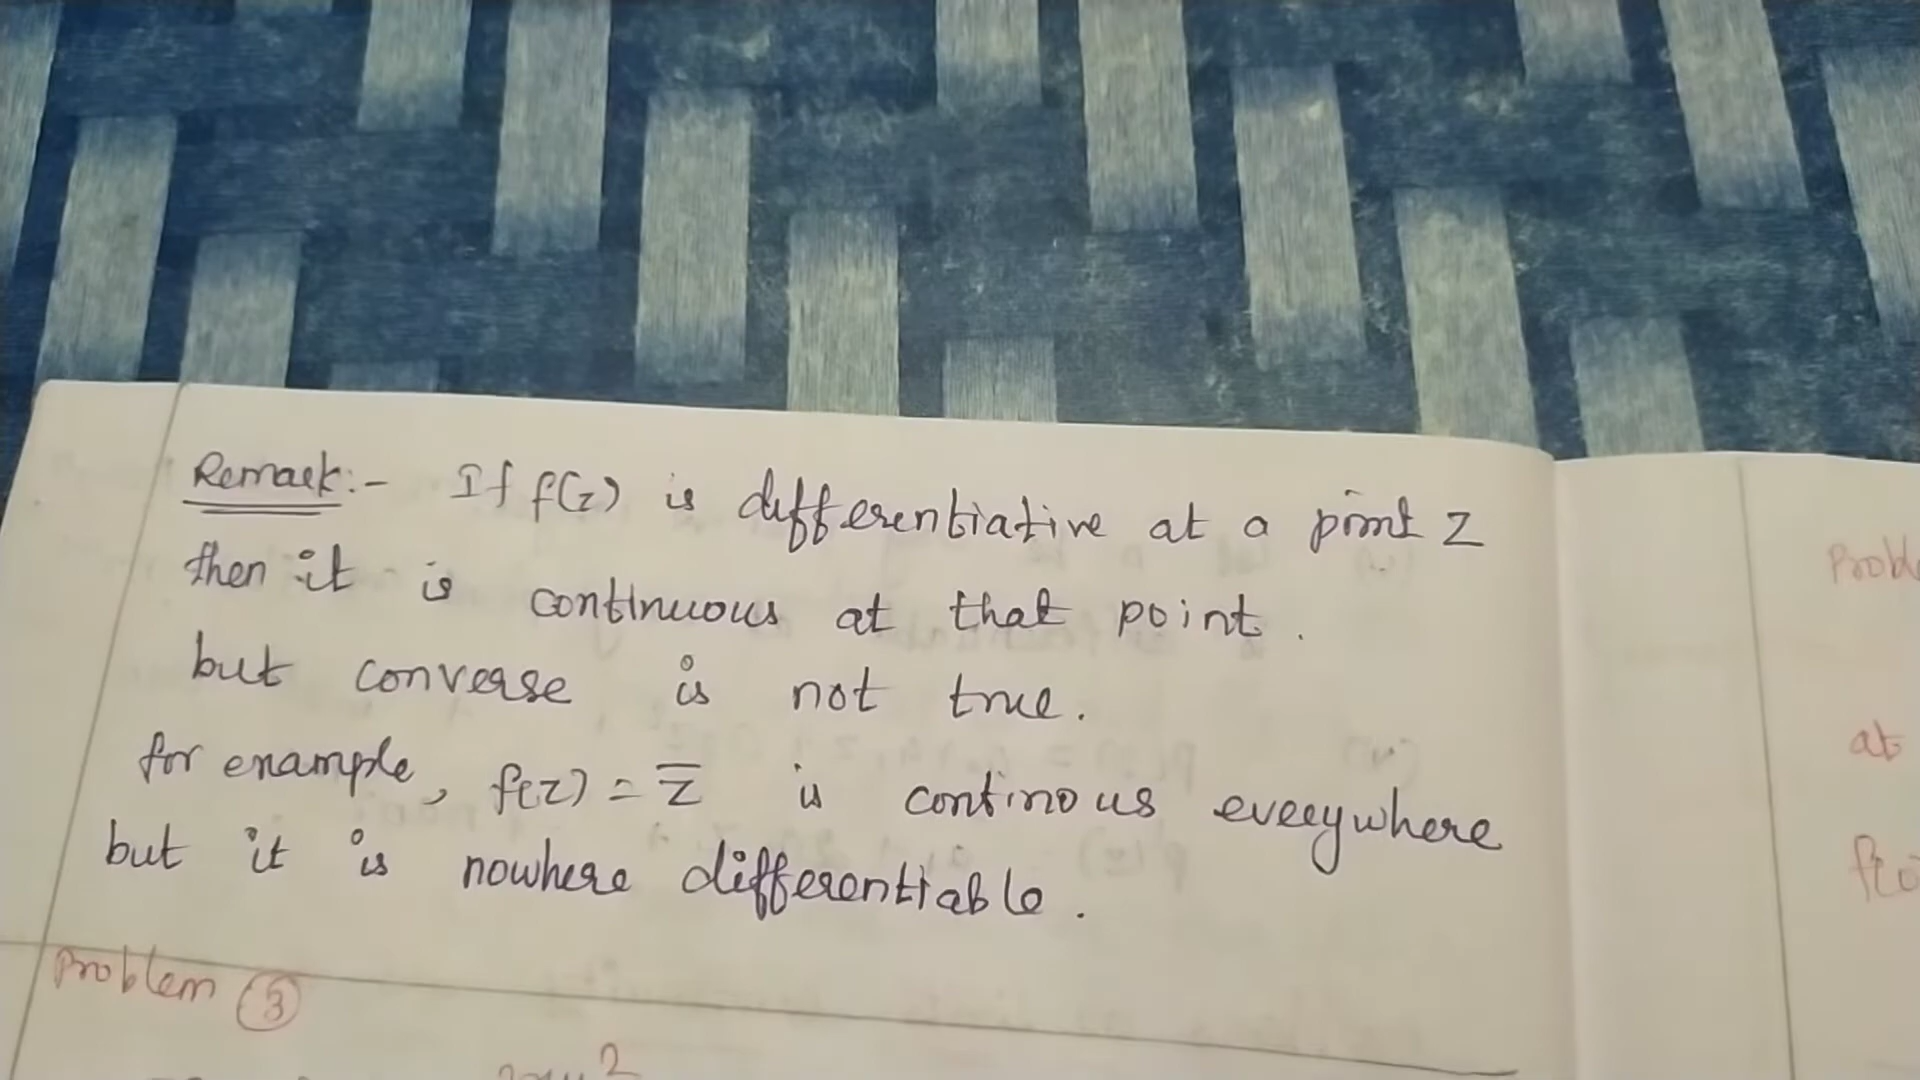 Remark:- If f(z) is differentiative at a point z
then it is continuous at that point.
but converse is not true.
for example, f(z) = z̅ is continous everywhere
but it is nowhere differentiable.
Problem ③
at